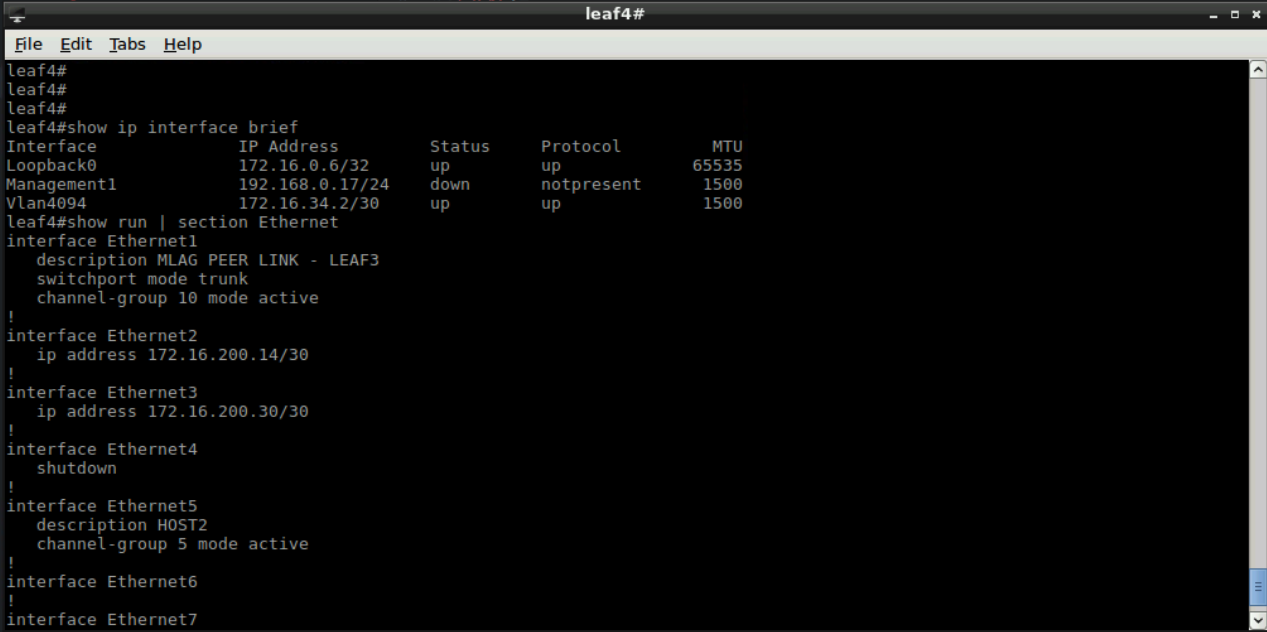 leaf4#
File Edit Tabs Help
leaf4#
leaf4#
leaf4#
leaf4#show ip interface brief
Interface              IP Address         Status     Protocol         MTU
Loopback0              172.16.0.6/32      up         up             65535
Management1            192.168.0.17/24    down       notpresent      1500
Vlan4094               172.16.34.2/30     up         up              1500
leaf4#show run | section Ethernet
interface Ethernet1
   description MLAG PEER LINK - LEAF3
   switchport mode trunk
   channel-group 10 mode active
!
interface Ethernet2
   ip address 172.16.200.14/30
!
interface Ethernet3
   ip address 172.16.200.30/30
!
interface Ethernet4
   shutdown
!
interface Ethernet5
   description HOST2
   channel-group 5 mode active
!
interface Ethernet6
!
interface Ethernet7